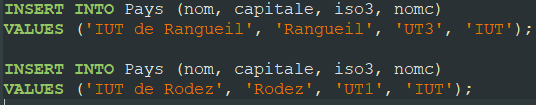 INSERT INTO Pays (nom, capitale, iso3, nomc)
VALUES ('IUT de Rangueil', 'Rangueil', 'UT3', 'IUT');
INSERT INTO Pays (nom, capitale, iso3, nomc)
VALUES ('IUT de Rodez', 'Rodez', 'UT1', 'IUT');